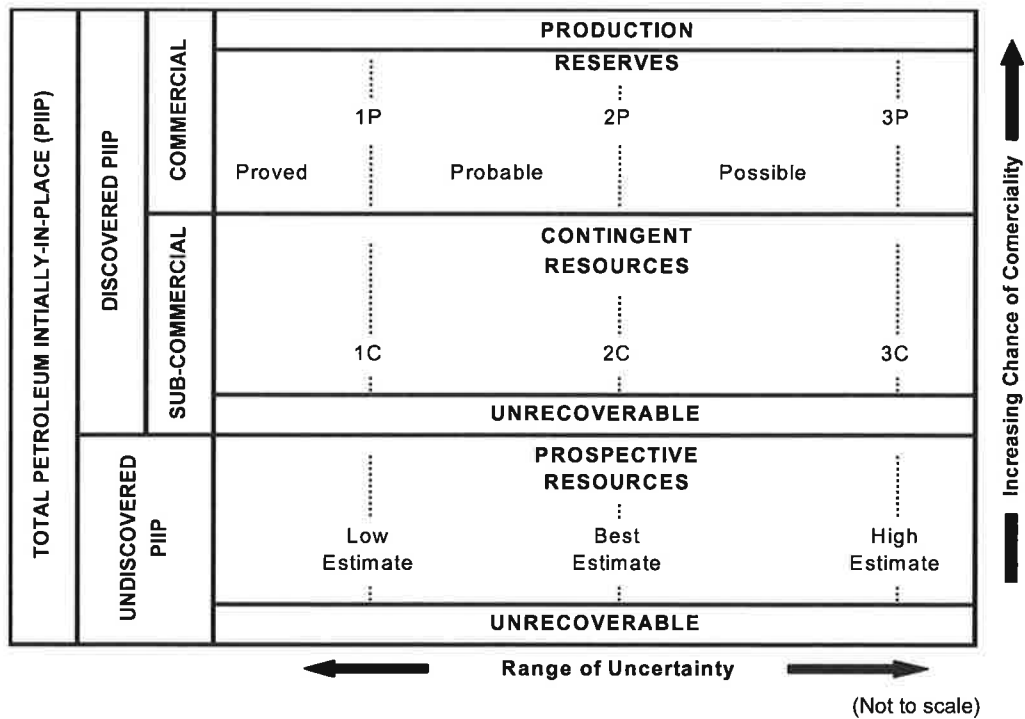 TOTAL PETROLEUM INTIALLY-IN-PLACE (PIIP)
DISCOVERED PIIP
COMMERCIAL
PRODUCTION
RESERVES
1P 2P 3P
Proved Probable Possible
SUB-COMMERCIAL
CONTINGENT
RESOURCES
1C 2C 3C
UNRECOVERABLE
UNDISCOVERED
PIIP
PROSPECTIVE
RESOURCES
Low Best High
Estimate Estimate Estimate
UNRECOVERABLE
Increasing Chance of Comerciality
Range of Uncertainty
(Not to scale)